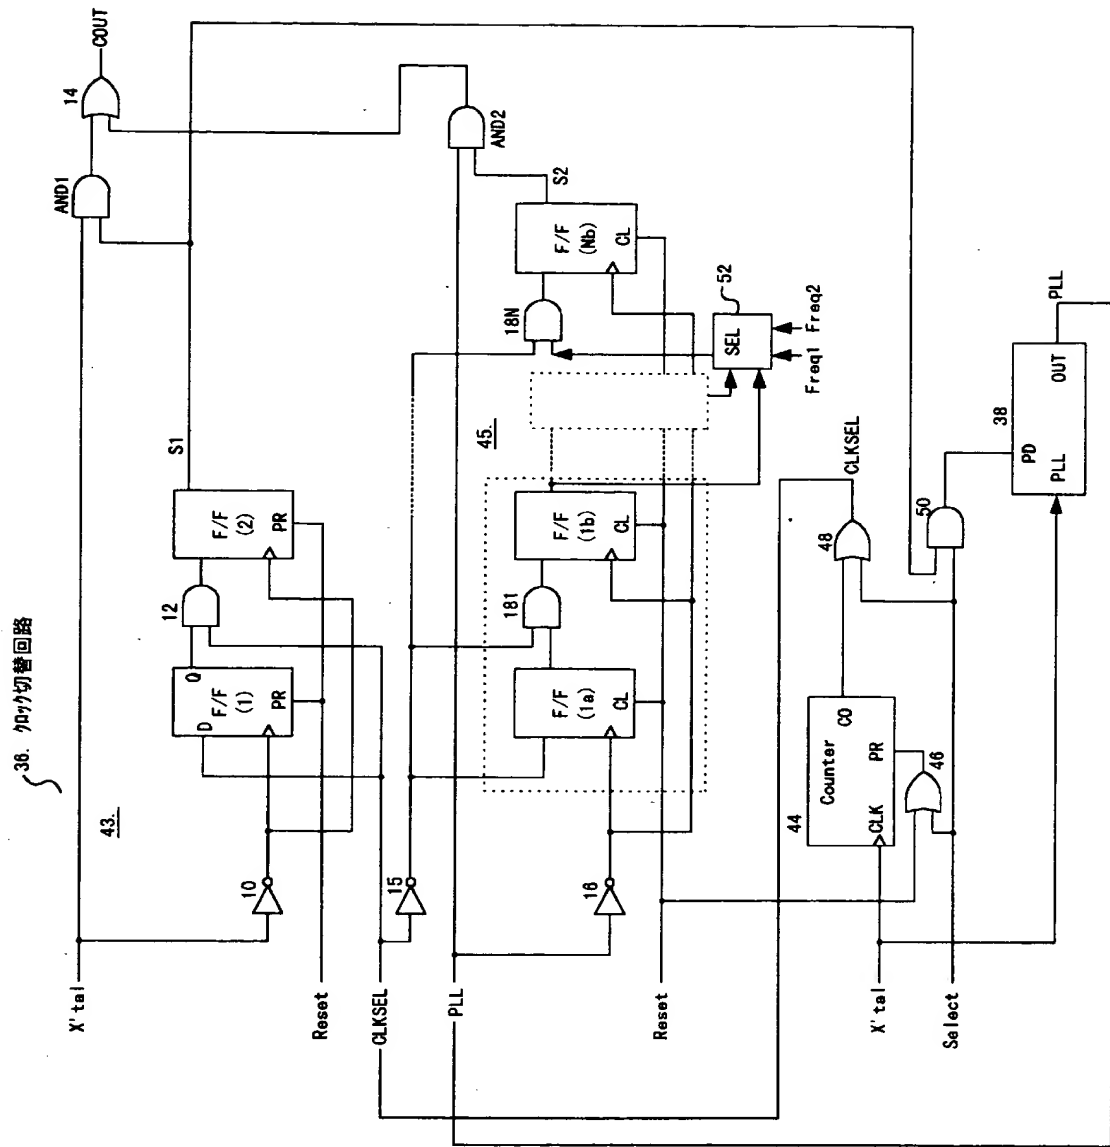 36. クロック切替回路
43.
X'tal
10
Reset
CLKSEL
D
Q
F/F
(1)
PR
12
F/F
(2)
PR
S1
AND1
14
COUT
15
PLL
16
Reset
F/F
(1a)
CL
181
F/F
(1b)
CL
45.
18N
F/F
(Nb)
CL
S2
AND2
SEL
52
Freq1
Freq2
X'tal
Select
44
Counter
CLK
CO
PR
46
48
CLKSEL
50
38
PD
PLL
OUT
PLL